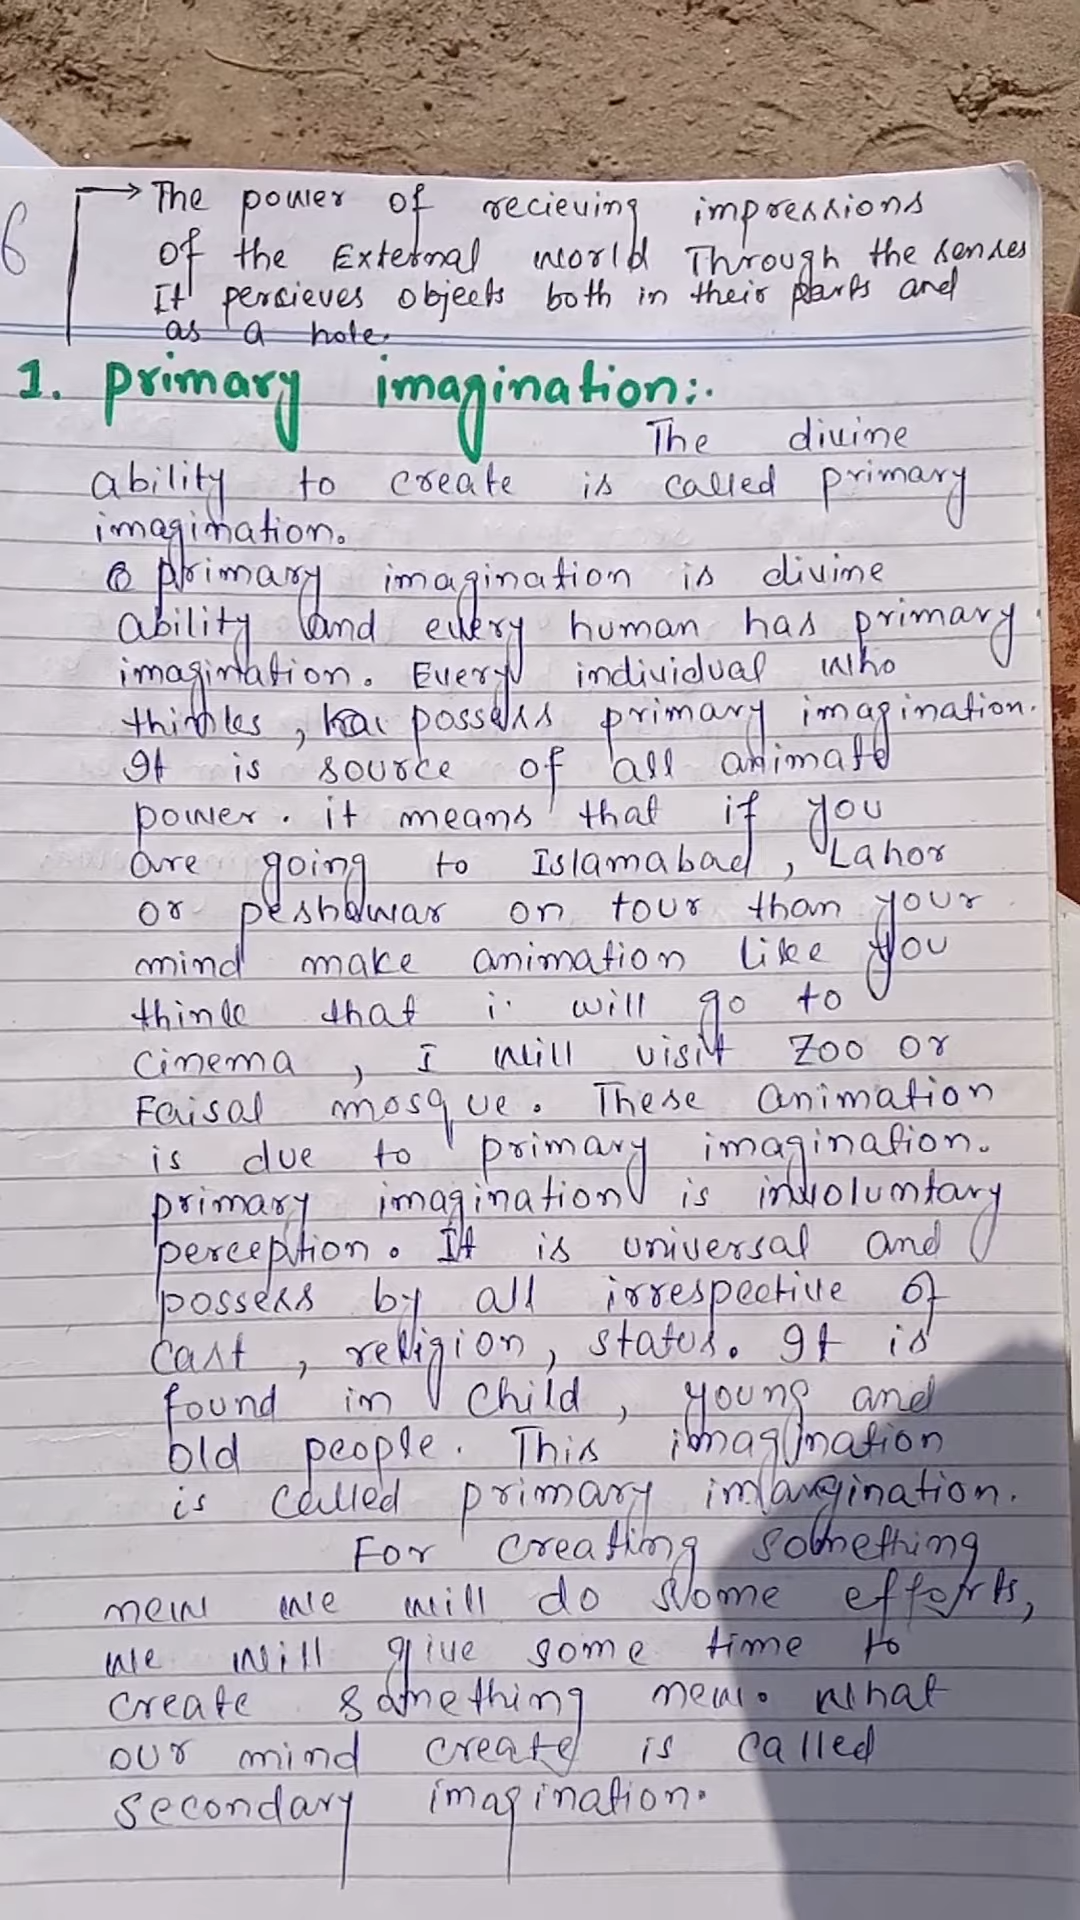 6
The power of recieving impressions
of the External world Through the senses
It percieves objects both in their parts and
as a hole.
1. primary imagination:.
The divine
ability to create is called primary
imagination.
primary imagination is divine
ability and every human has primary
imagination. Every individual who
thinkes, possess primary imagination.
It is source of all animate
power. it means that if you
are going to Islamabad, Lahor
or peshawar on tour than your
mind make animation like you
think that i will go to
cinema, I will visit Zoo or
Faisal mosque. These animation
is due to primary imagination.
primary imagination is involuntary
perception. It is universal and
possess by all irrespective of
cast, religion, status. It is
found in child, young and
old people. This imagination
is called primary imargination.
For creating something
new we will do some efforts,
we will give some time to
create something new. what
our mind create is called
secondary imagination.